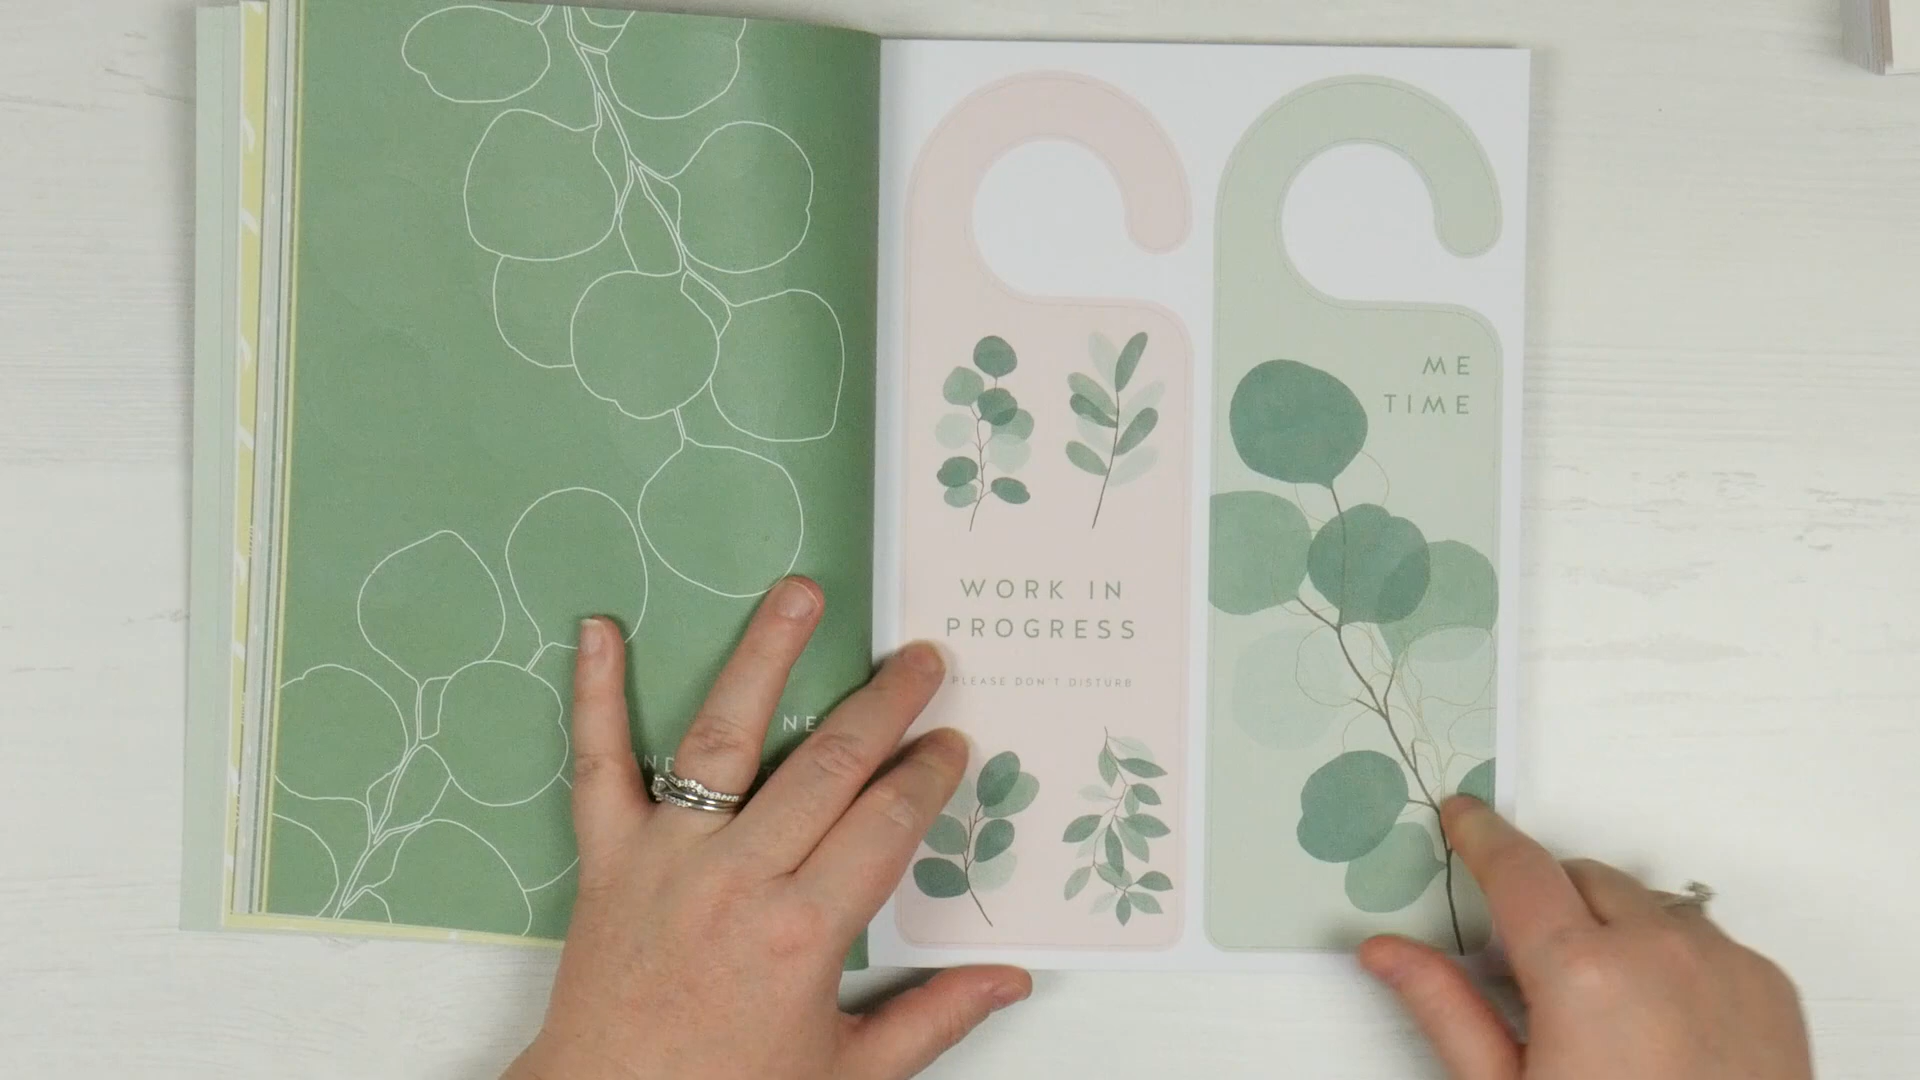 WORK IN
PROGRESS
PLEASE DON'T DISTURB
ME
TIME